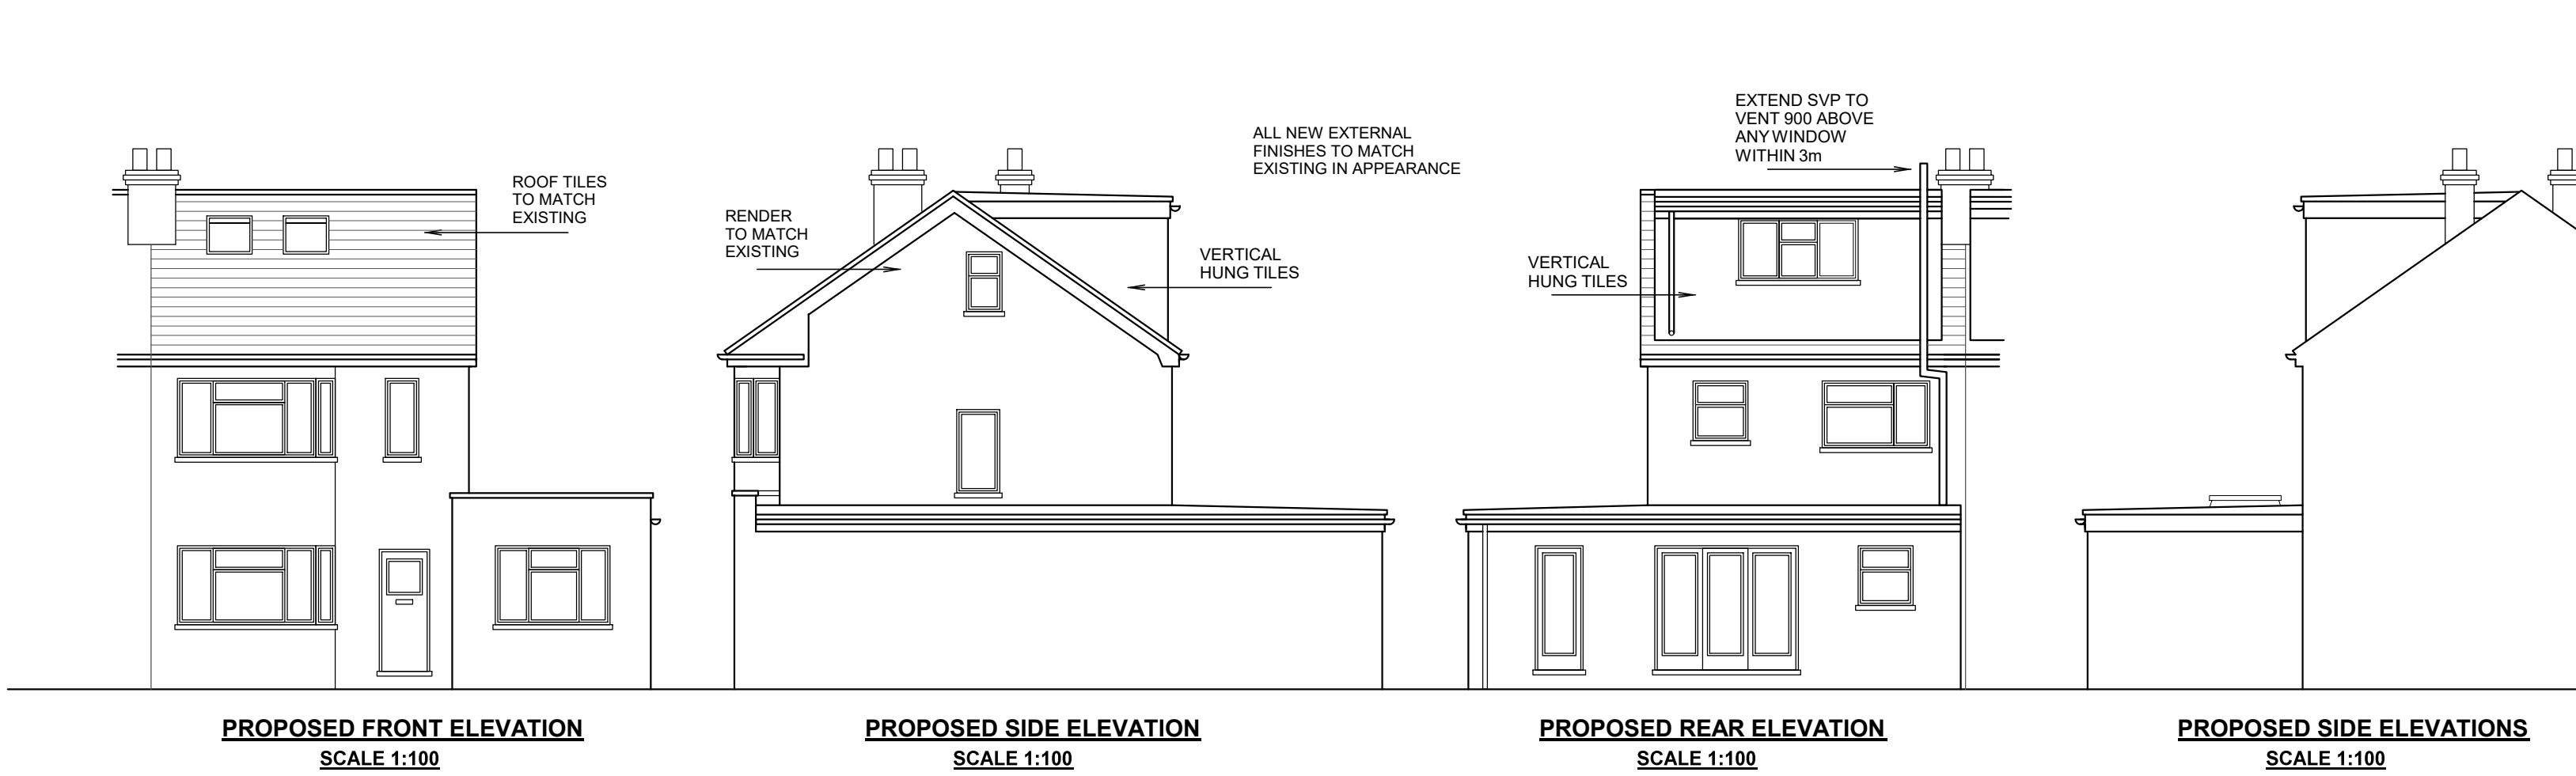 ROOF TILES
TO MATCH
EXISTING
RENDER
TO MATCH
EXISTING
ALL NEW EXTERNAL
FINISHES TO MATCH
EXISTING IN APPEARANCE
VERTICAL
HUNG TILES
EXTEND SVP TO
VENT 900 ABOVE
ANY WINDOW
WITHIN 3m
VERTICAL
HUNG TILES
PROPOSED FRONT ELEVATION
SCALE 1:100
PROPOSED SIDE ELEVATION
SCALE 1:100
PROPOSED REAR ELEVATION
SCALE 1:100
PROPOSED SIDE ELEVATIONS
SCALE 1:100